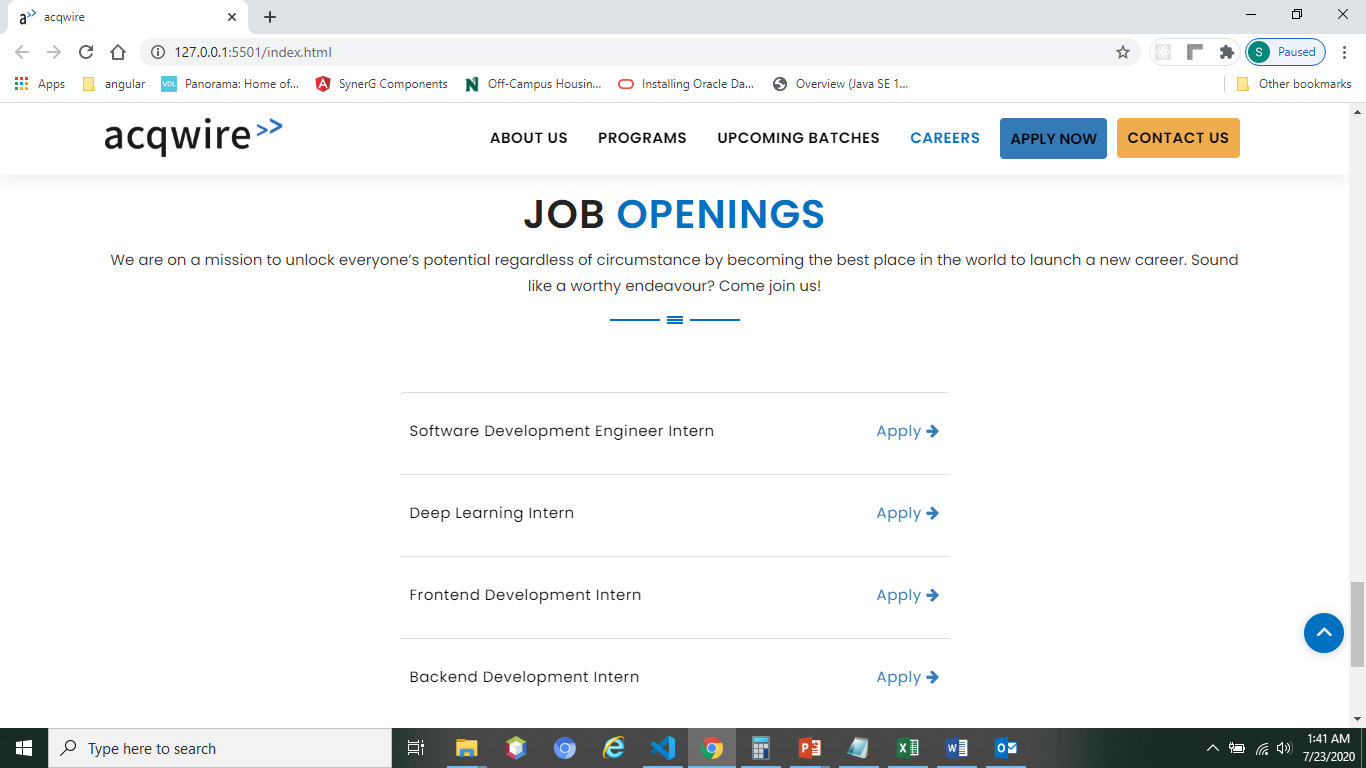 acqwire
127.0.0.1:5501/index.html
S Paused
Apps angular VDL Panorama: Home of... SynerG Components Off-Campus Housin... Installing Oracle Da... Overview (Java SE 1... Other bookmarks
acqwire>> ABOUT US PROGRAMS UPCOMING BATCHES CAREERS APPLY NOW CONTACT US
JOB OPENINGS
We are on a mission to unlock everyone’s potential regardless of circumstance by becoming the best place in the world to launch a new career. Sound
like a worthy endeavour? Come join us!
Software Development Engineer Intern Apply
Deep Learning Intern Apply
Frontend Development Intern Apply
Backend Development Intern Apply
Type here to search
1:41 AM
7/23/2020